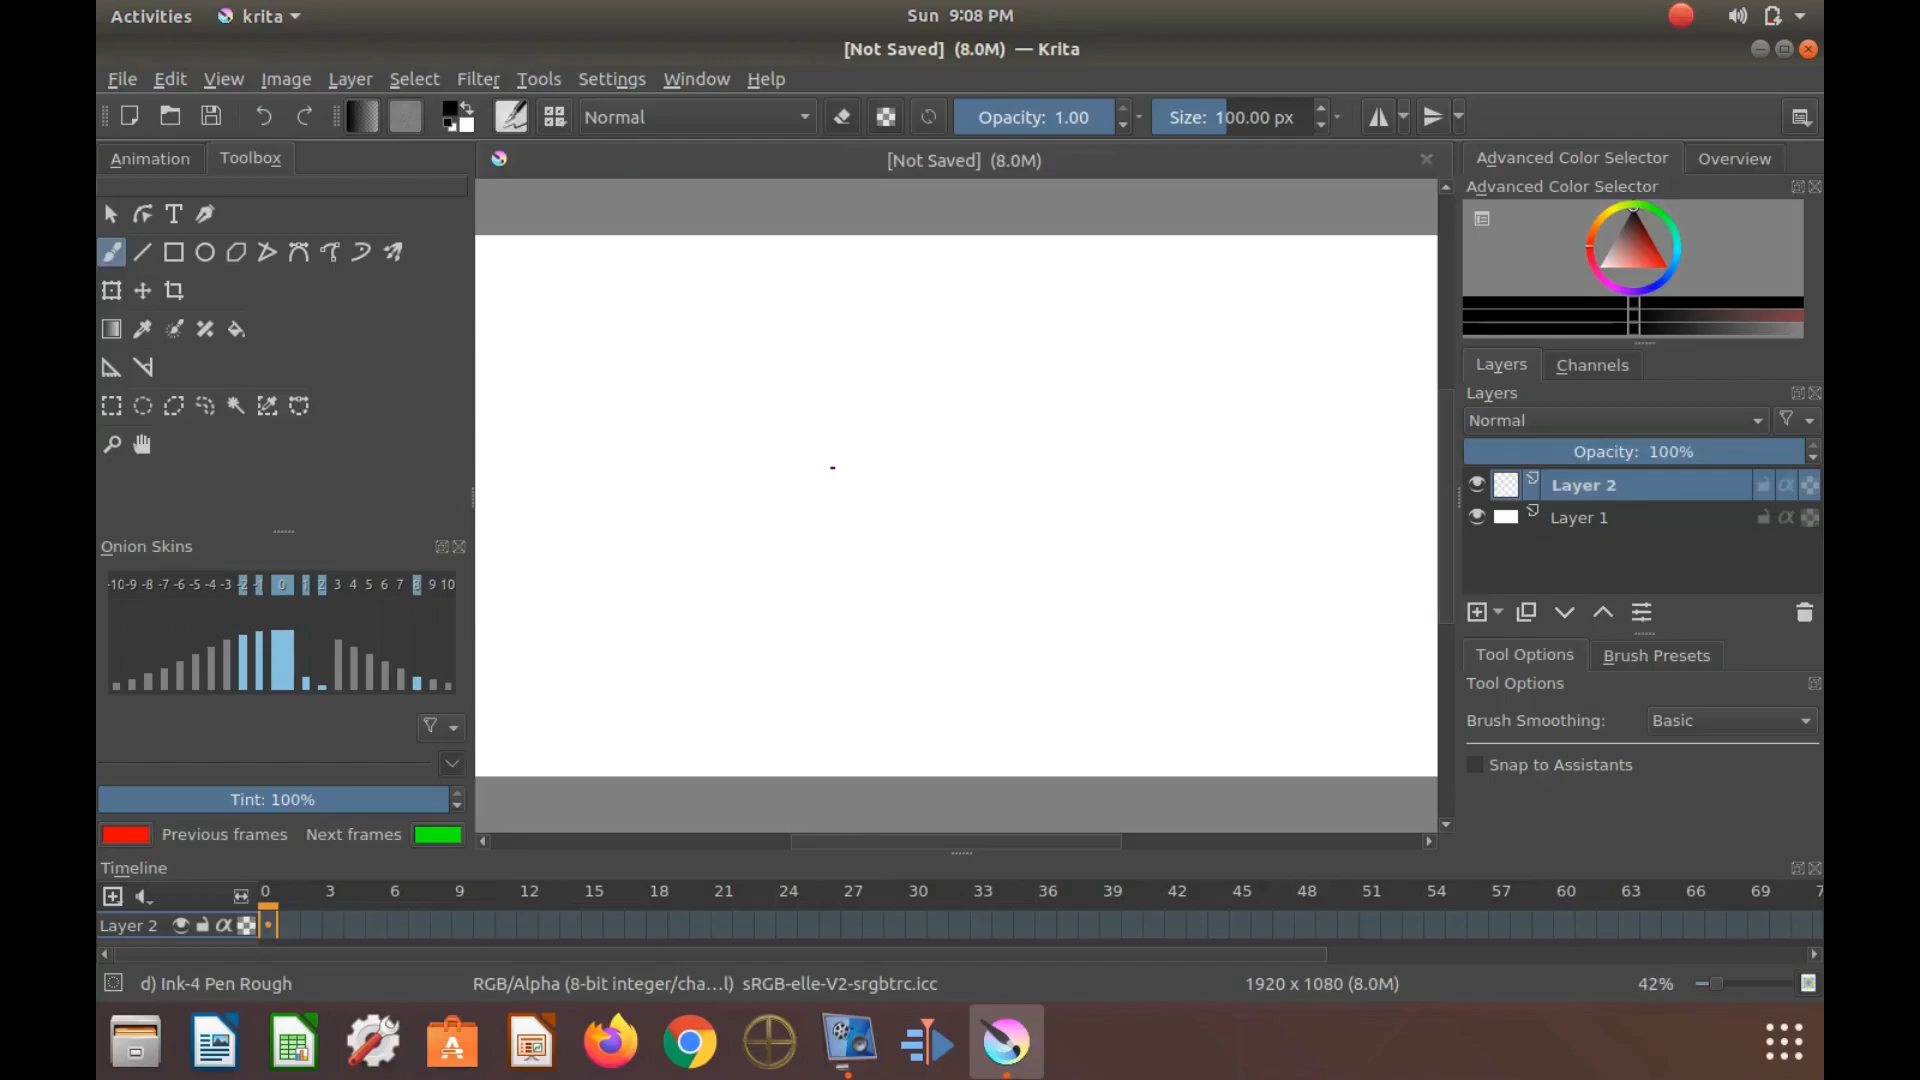 Activities krita Sun 9:08 PM
[Not Saved] (8.0M) — Krita
File Edit View Image Layer Select Filter Tools Settings Window Help
Normal Opacity: 1.00 Size: 100.00 px
Animation Toolbox [Not Saved] (8.0M) Advanced Color Selector Overview
Advanced Color Selector
T
Layers Channels
Layers
Normal
Opacity: 100%
Layer 2 α
Layer 1 α
Onion Skins
-10 -9 -8 -7 -6 -5 -4 -3 -2 -1 0 1 2 3 4 5 6 7 8 9 10
Tool Options Brush Presets
Tool Options
Brush Smoothing: Basic
Snap to Assistants
Tint: 100%
Previous frames Next frames
Timeline
0 3 6 9 12 15 18 21 24 27 30 33 36 39 42 45 48 51 54 57 60 63 66 69 7
Layer 2 α
d) Ink-4 Pen Rough RGB/Alpha (8-bit integer/cha...l) sRGB-elle-V2-srgbtrc.icc 1920 x 1080 (8.0M) 42%